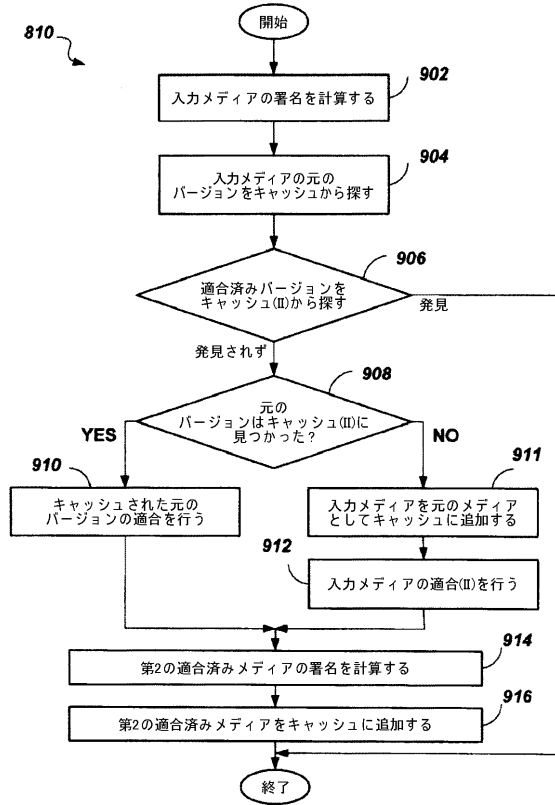 810
開始
902
入力メディアの署名を計算する
904
入力メディアの元の
バージョンをキャッシュから探す
906
適合済みバージョンを
キャッシュ(II)から探す
発見
発見されず
908
元の
バージョンはキャッシュ(II)に
見つかった?
YES
NO
910
キャッシュされた元の
バージョンの適合を行う
911
入力メディアを元のメディア
としてキャッシュに追加する
912
入力メディアの適合(II)を行う
914
第2の適合済みメディアの署名を計算する
916
第2の適合済みメディアをキャッシュに追加する
終了